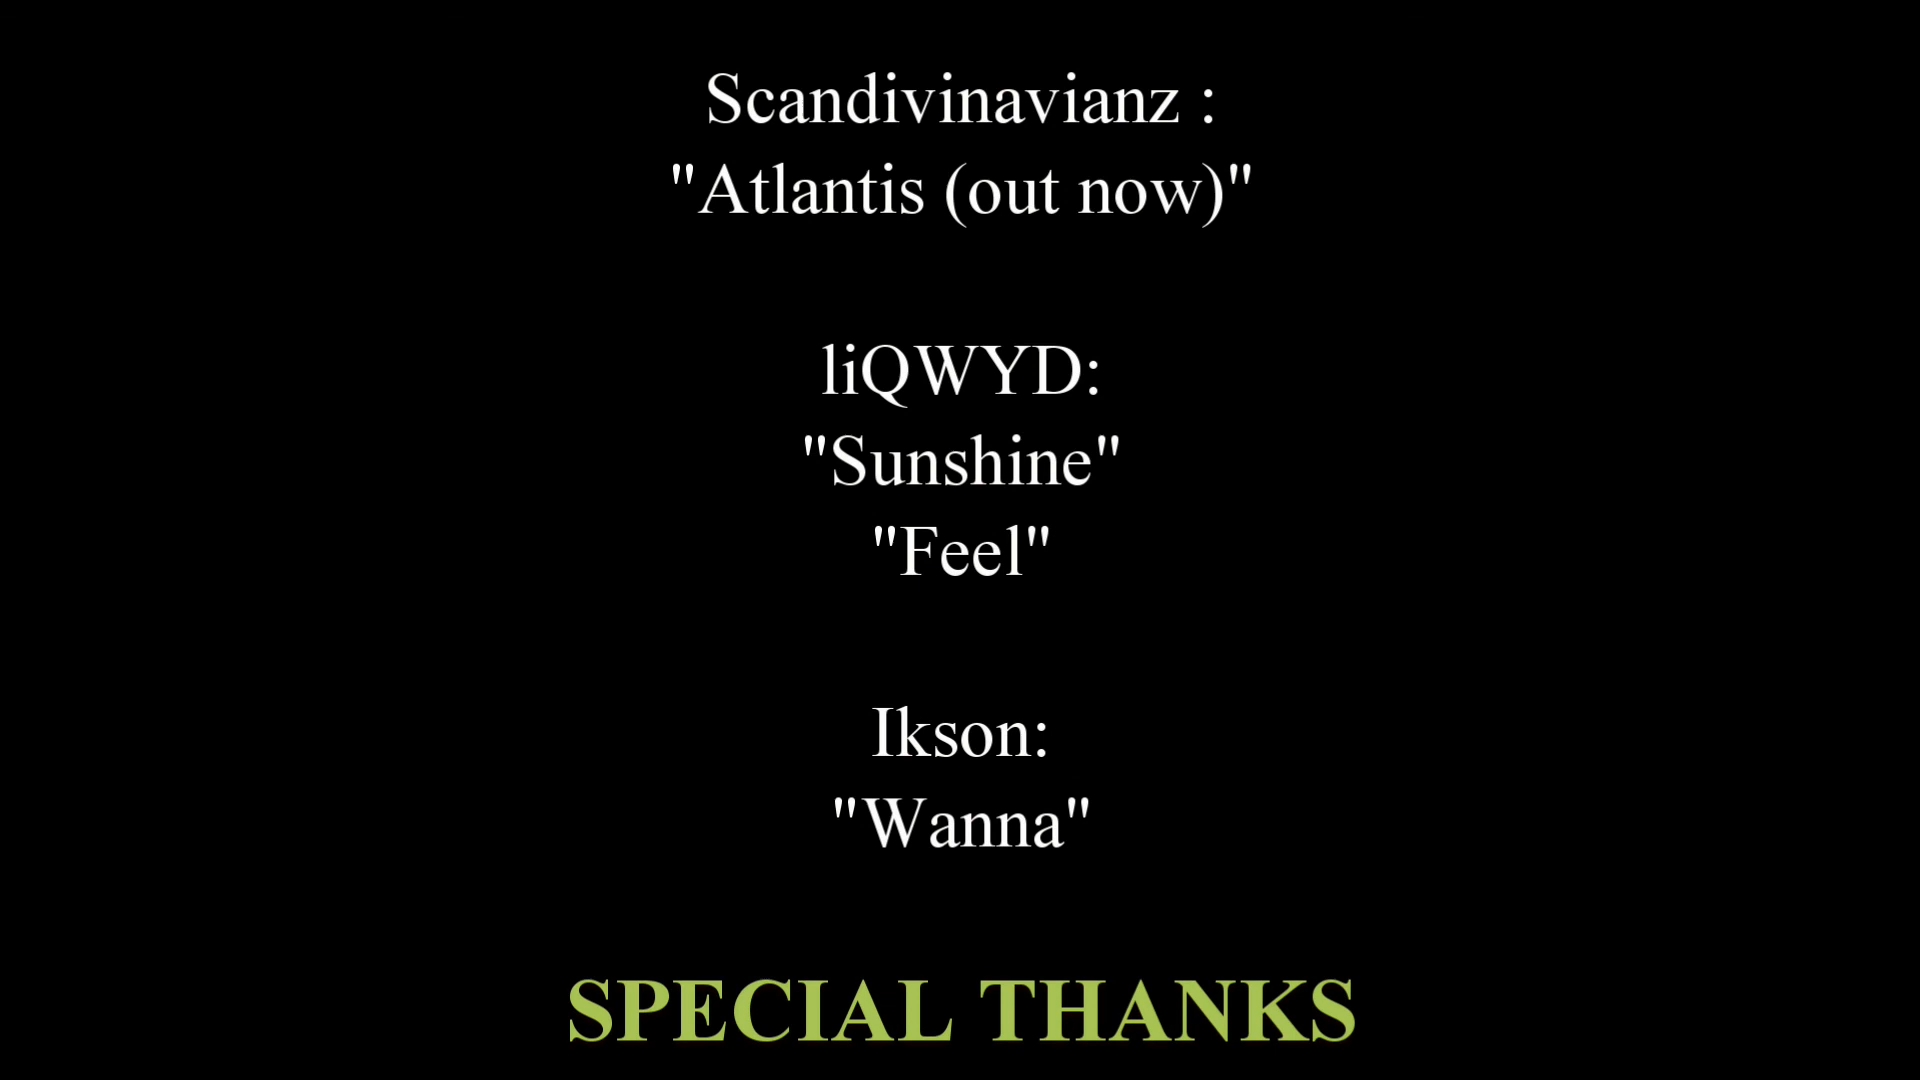 Scandivinavianz :
"Atlantis (out now)"
liQWYD:
"Sunshine"
"Feel"
Ikson:
"Wanna"
SPECIAL THANKS